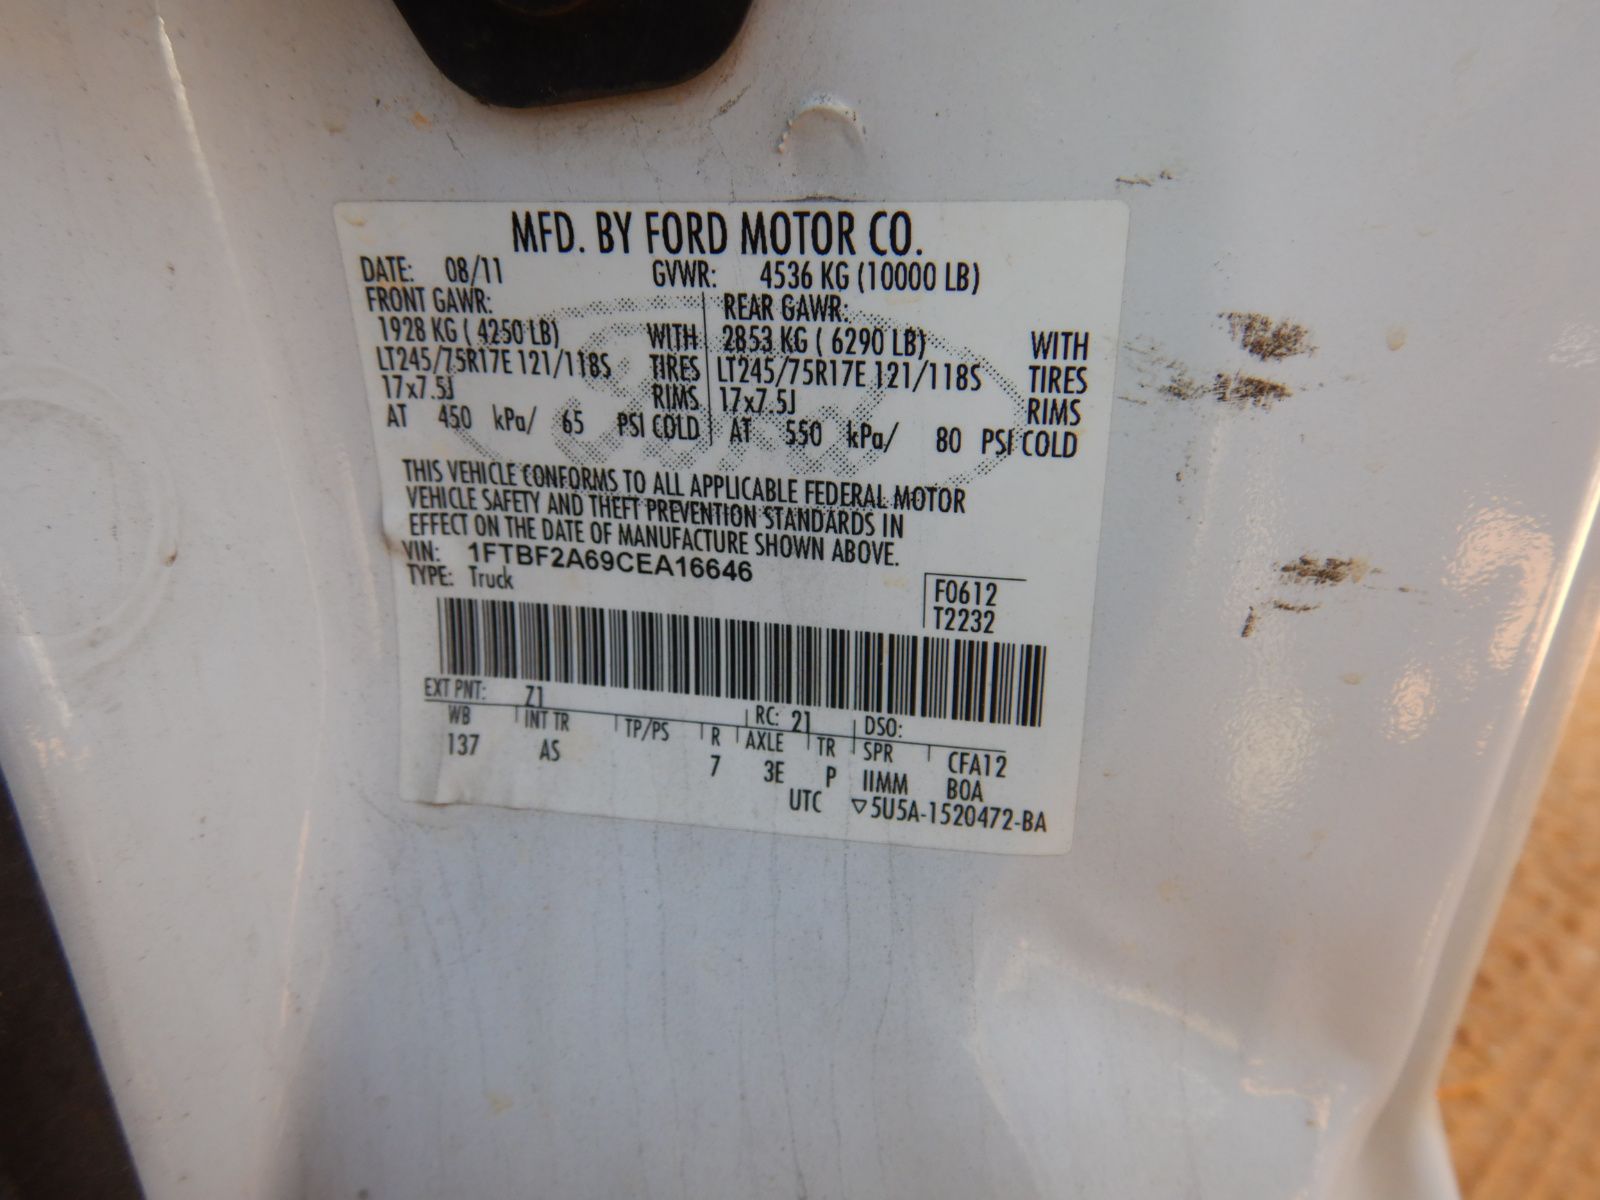 MFD. BY FORD MOTOR CO.
DATE: 08/11 GVWR: 4536 KG (10000 LB)
FRONT GAWR: REAR GAWR:
1928 KG ( 4250 LB) WITH 2853 KG ( 6290 LB) WITH
LT245/75R17E 121/118S TIRES LT245/75R17E 121/118S TIRES
17x7.5J RIMS 17x7.5J RIMS
AT 450 kPa/ 65 PSI COLD AT 550 kPa/ 80 PSI COLD
THIS VEHICLE CONFORMS TO ALL APPLICABLE FEDERAL MOTOR
VEHICLE SAFETY AND THEFT PREVENTION STANDARDS IN
EFFECT ON THE DATE OF MANUFACTURE SHOWN ABOVE.
VIN: 1FTBF2A69CEA16646
TYPE: Truck
F0612
T2232
EXT PNT: Z1 RC: 21 DSO:
WB INT TR TP/PS R AXLE TR SPR CFA12
137 AS 7 3E P IIMM BOA
UTC ▽5U5A-1520472-BA